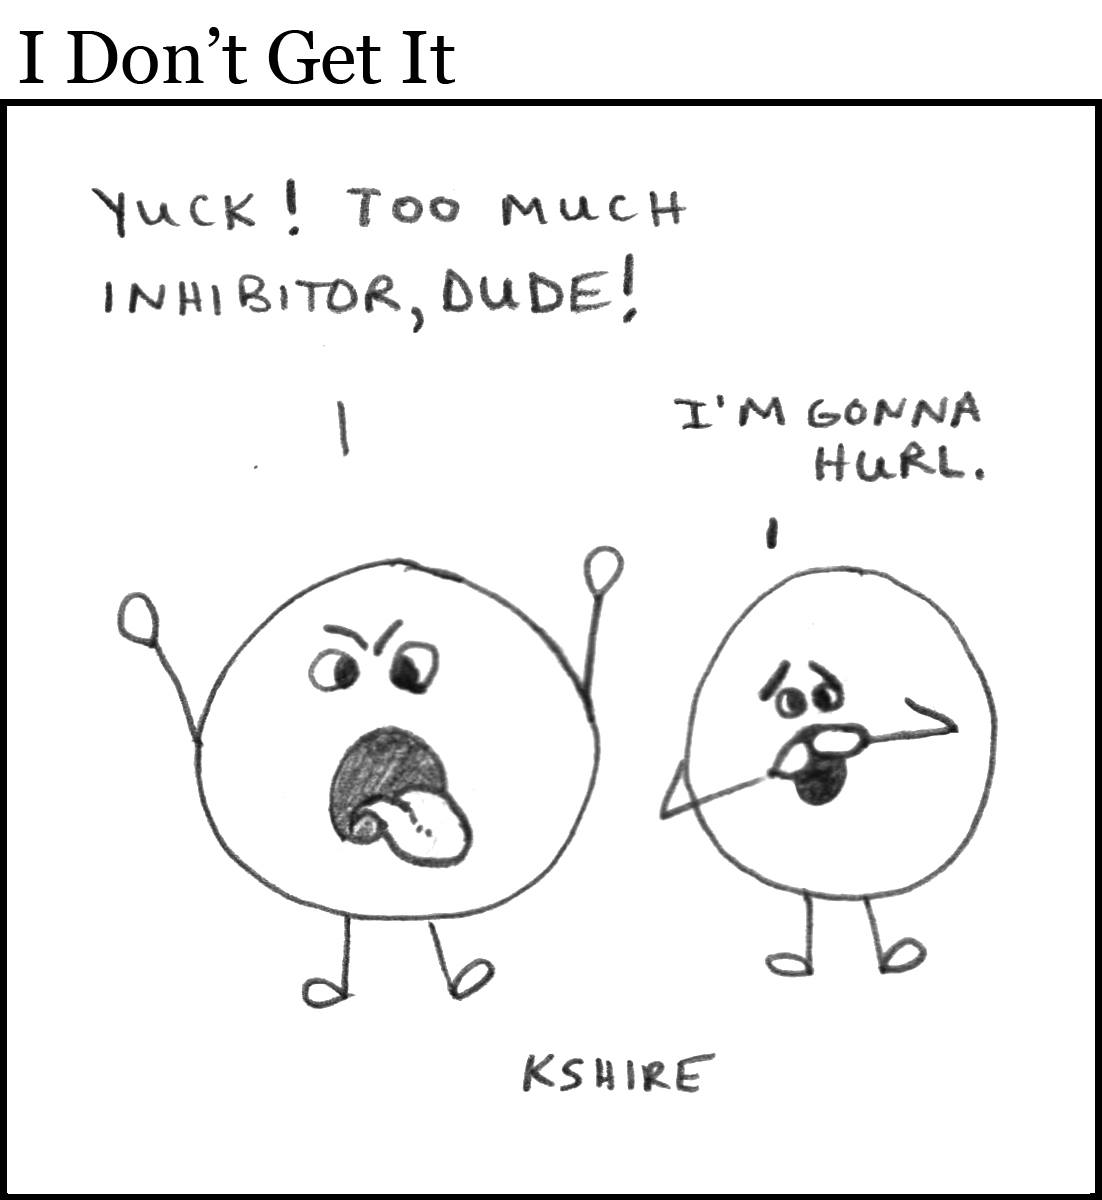 I Don’t Get It
YUCK! TOO MUCH
INHIBITOR, DUDE!
I'M GONNA
HURL.
KSHIRE